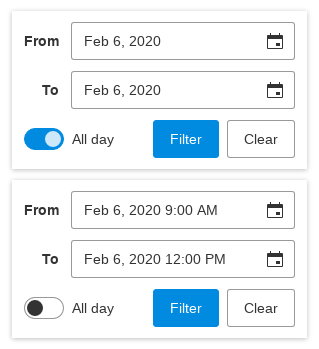 From Feb 6, 2020
To Feb 6, 2020
All day Filter Clear
From Feb 6, 2020 9:00 AM
To Feb 6, 2020 12:00 PM
All day Filter Clear